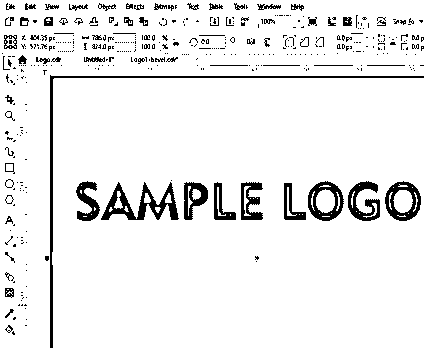 File Edit View Layout Object Effects Bitmaps Text Table Tools Window Help
100% Snap To
X: 404.35 px 786.0 px 100.0 % 0.0 0.0 px 0.0 px
Y: 571.76 px 874.0 px 100.0 % 0.0 px 0.0 px
Logo.cdr Untitled-1* Logo1-bevel.cdr*
SAMPLE LOGO